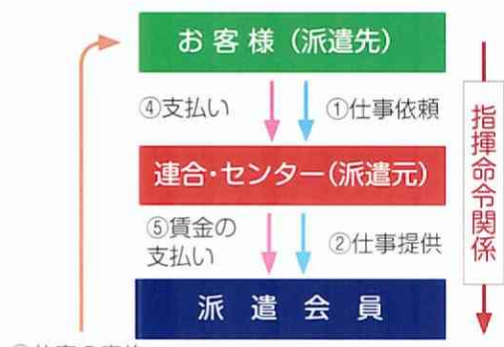 お客様（派遣先）
④支払い
①仕事依頼
連合・センター（派遣元）
⑤賃金の
支払い
②仕事提供
派遣会員
指揮命令関係